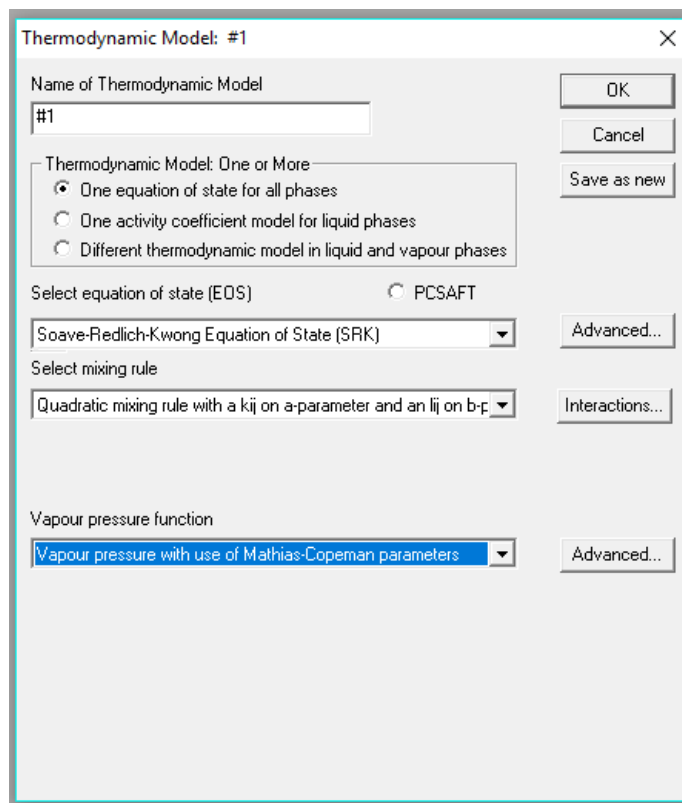 Thermodynamic Model: #1
Name of Thermodynamic Model
OK
#1
Cancel
Thermodynamic Model: One or More
Save as new
One equation of state for all phases
One activity coefficient model for liquid phases
Different thermodynamic model in liquid and vapour phases
Select equation of state (EOS) PCSAFT
Soave-Redlich-Kwong Equation of State (SRK) Advanced...
Select mixing rule
Quadratic mixing rule with a kij on a-parameter and an lij on b-p Interactions...
Vapour pressure function
Vapour pressure with use of Mathias-Copeman parameters Advanced...